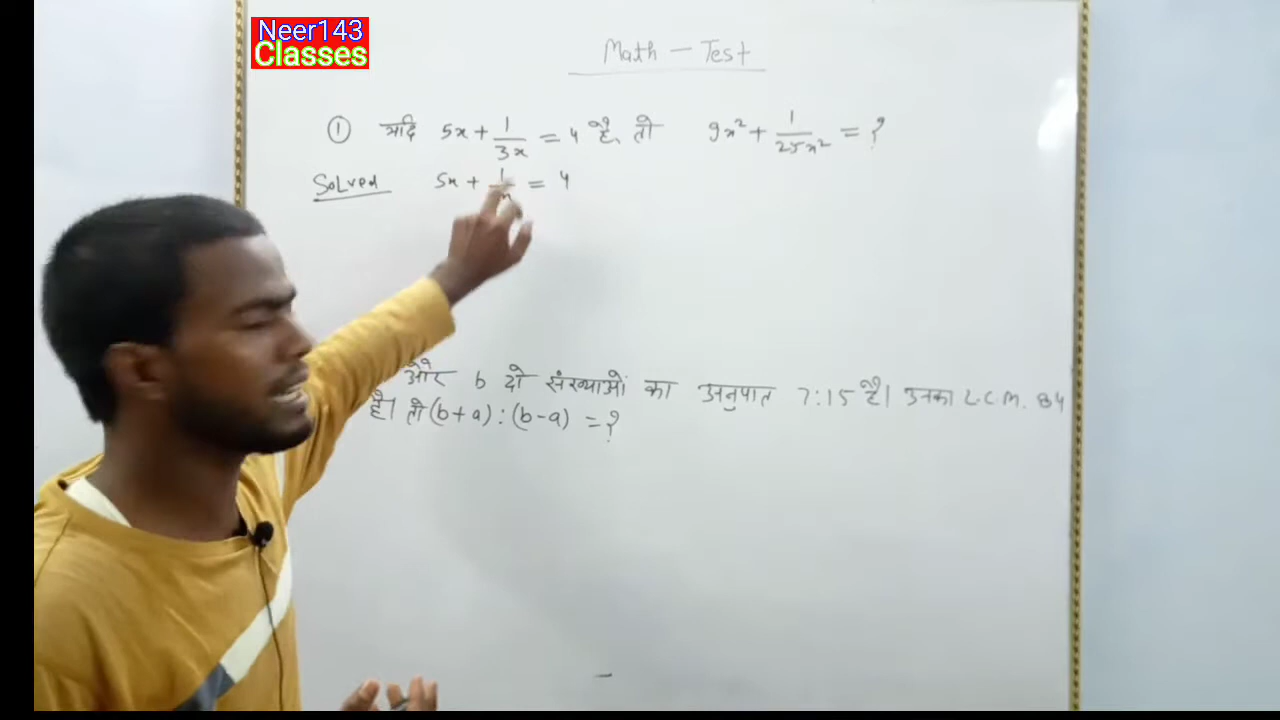 Neer143
Classes
Math - Test
① यदि 5x + 1/3x = 4 है, तो 9x² + 1/25x² = ?
Solved 5x + = 4
और b दो संख्याओं का अनुपात 7:15 है। उनका L.C.M. 84
है। तो (b+a) : (b-a) = ?